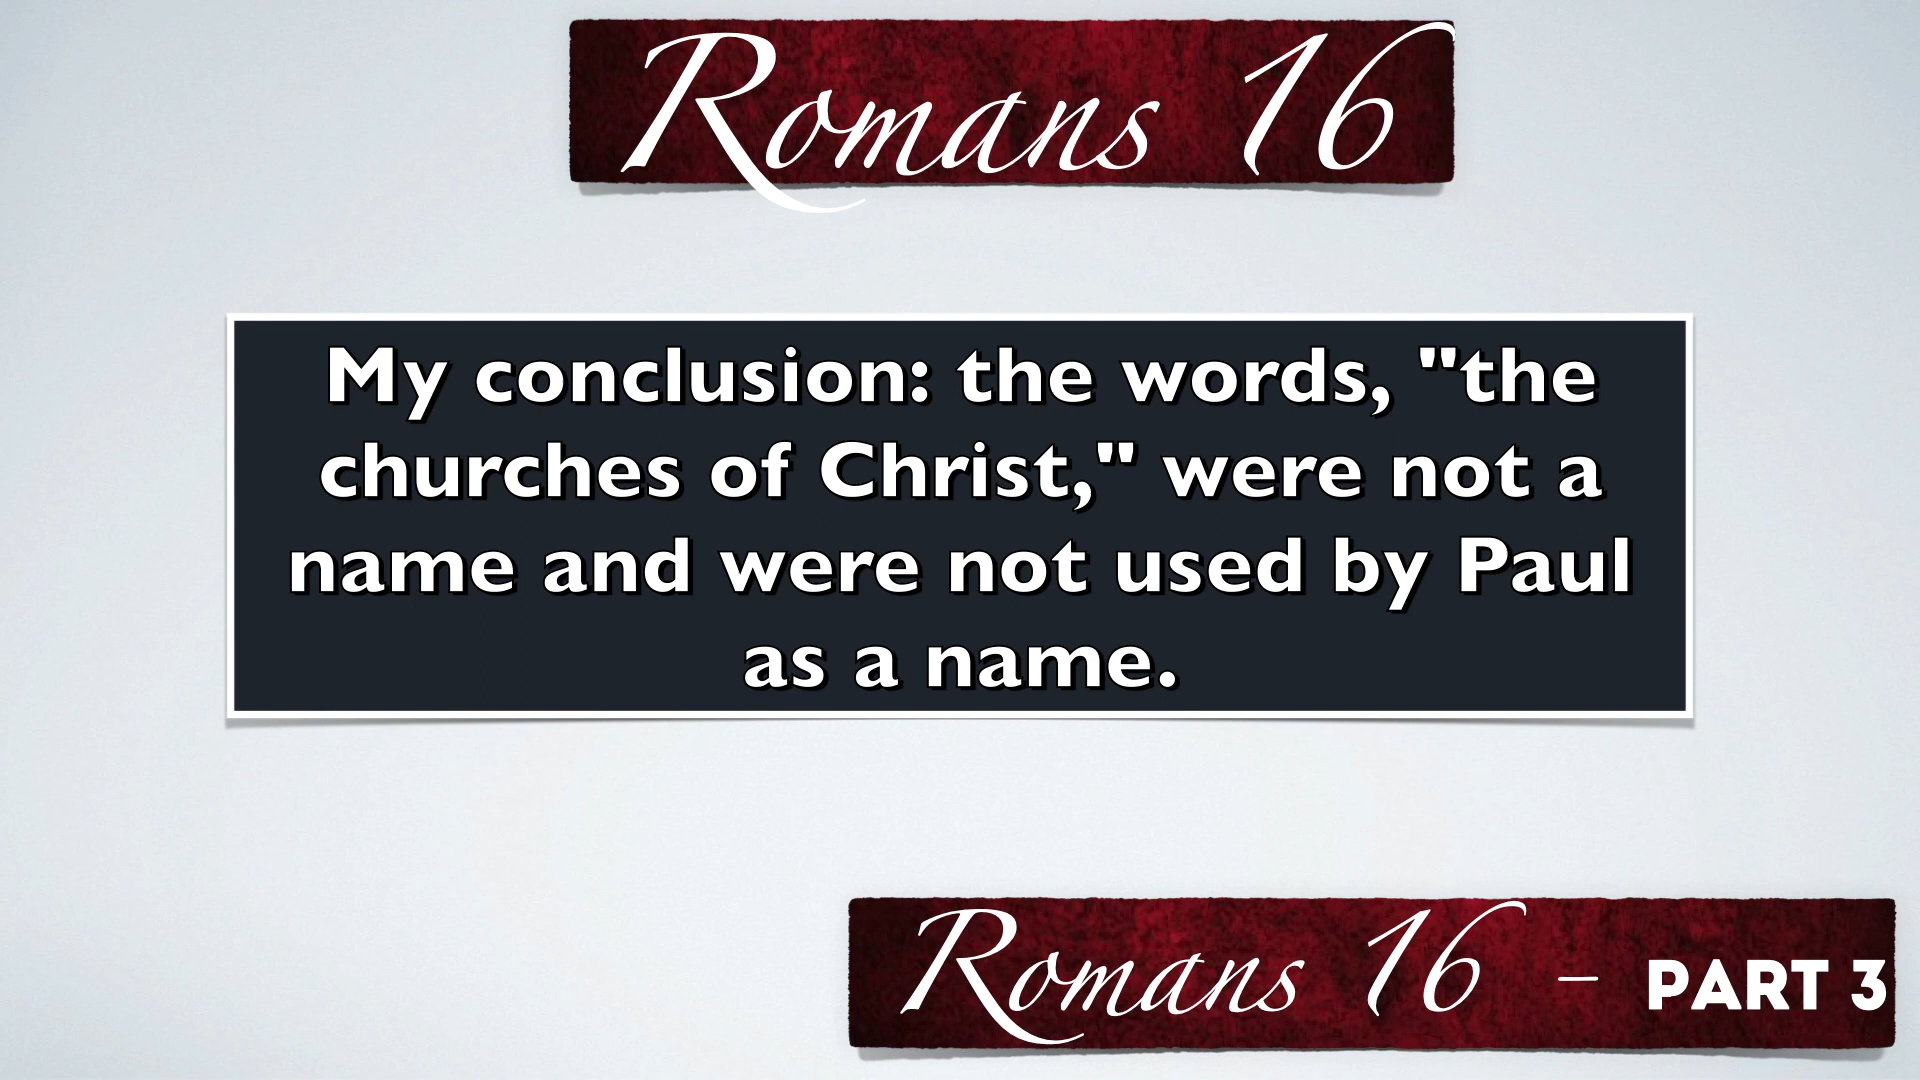 Romans 16
My conclusion: the words, "the
churches of Christ," were not a
name and were not used by Paul
as a name.
Romans 16 – PART 3